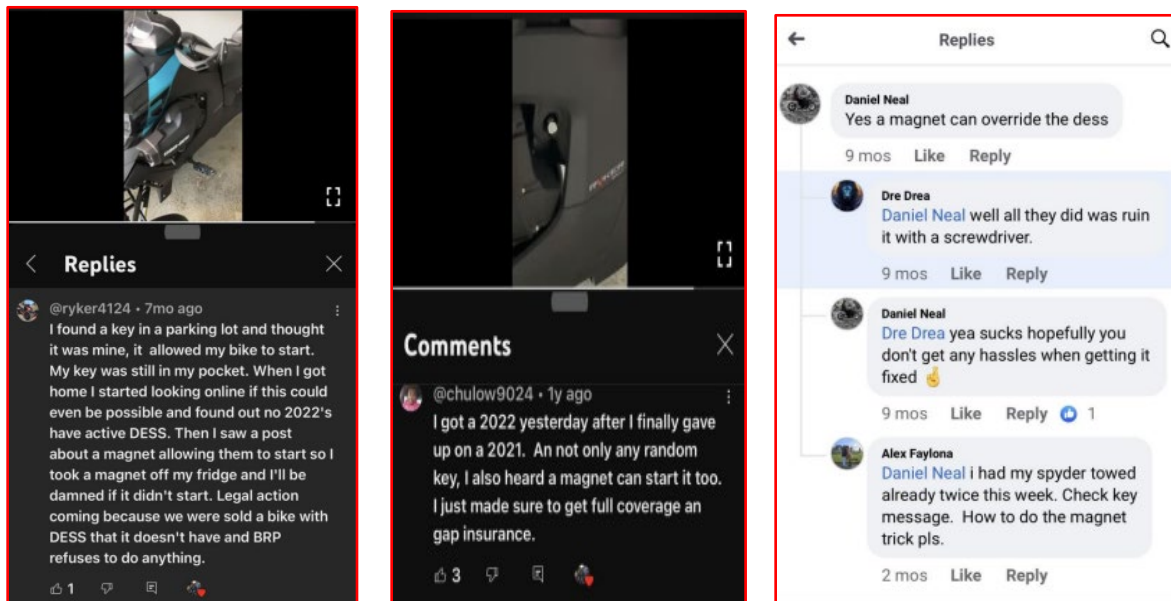 Replies
@ryker4124 • 7mo ago
I found a key in a parking lot and thought
it was mine, it allowed my bike to start.
My key was still in my pocket. When I got
home I started looking online if this could
even be possible and found out no 2022's
have active DESS. Then I saw a post
about a magnet allowing them to start so I
took a magnet off my fridge and I'll be
damned if it didn't start. Legal action
coming because we were sold a bike with
DESS that it doesn't have and BRP
refuses to do anything.
1
RYKER
Comments
@chulow9024 • 1y ago
I got a 2022 yesterday after I finally gave
up on a 2021. An not only any random
key, I also heard a magnet can start it too.
I just made sure to get full coverage an
gap insurance.
3
Replies
Daniel Neal
Yes a magnet can override the dess
9 mos Like Reply
Dre Drea
Daniel Neal well all they did was ruin
it with a screwdriver.
9 mos Like Reply
Daniel Neal
Dre Drea yea sucks hopefully you
don't get any hassles when getting it
fixed 🤞
9 mos Like Reply 1
Alex Faylona
Daniel Neal i had my spyder towed
already twice this week. Check key
message. How to do the magnet
trick pls.
2 mos Like Reply